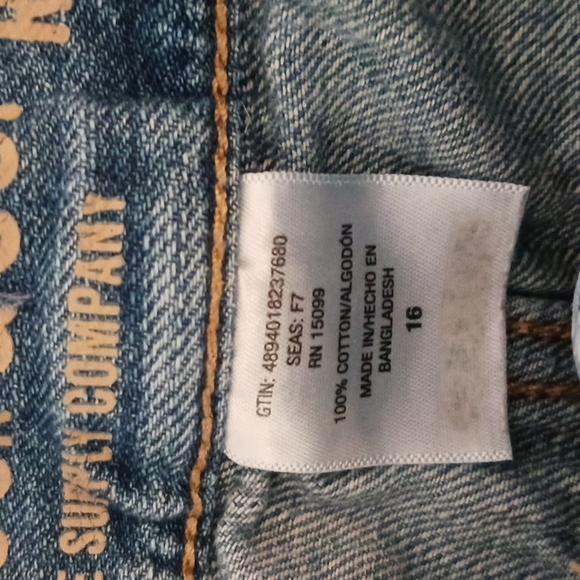 SUPPLY COMPANY
GTIN: 4894018237680
SEAS: F7
RN 15099
100% COTTON/ALGODÓN
MADE IN/HECHO EN
BANGLADESH
16